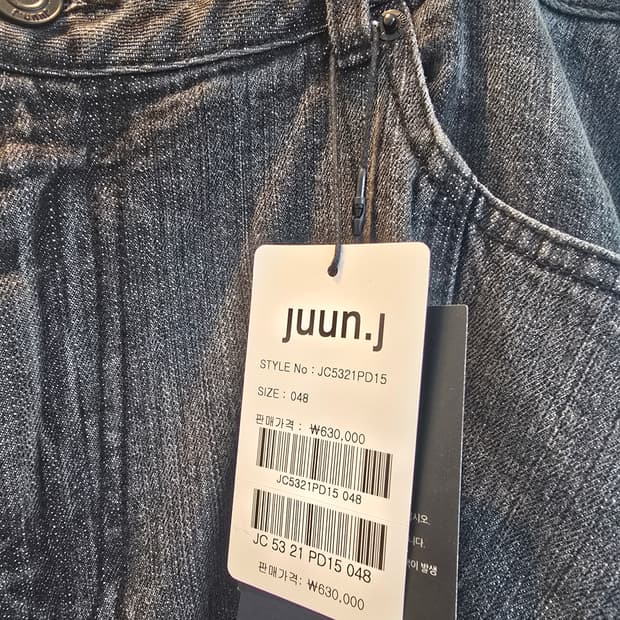 juun.j
STYLE No : JC5321PD15
SIZE : 048
판매가격 : ₩630,000
JC5321PD15 048
JC 53 21 PD15 048
판매가격: ₩630,000
시오.
니다.
이 발생